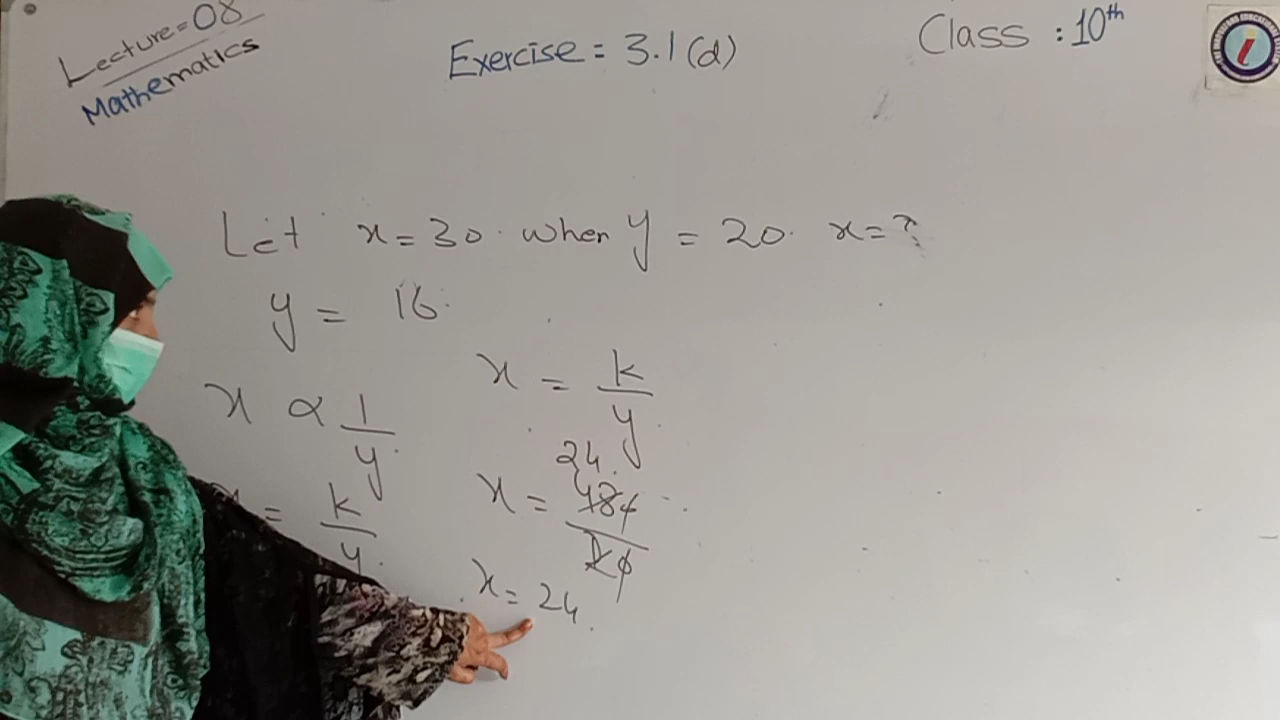 Lecture = 08
Mathematics
Exercise = 3.1 (d)
Class : 10th
Let x = 30. when y = 20. x = ?
y = 16.
x ∝ 1/y.
= k/y.
x = k/y.
24.
x = 480/20
x = 24.